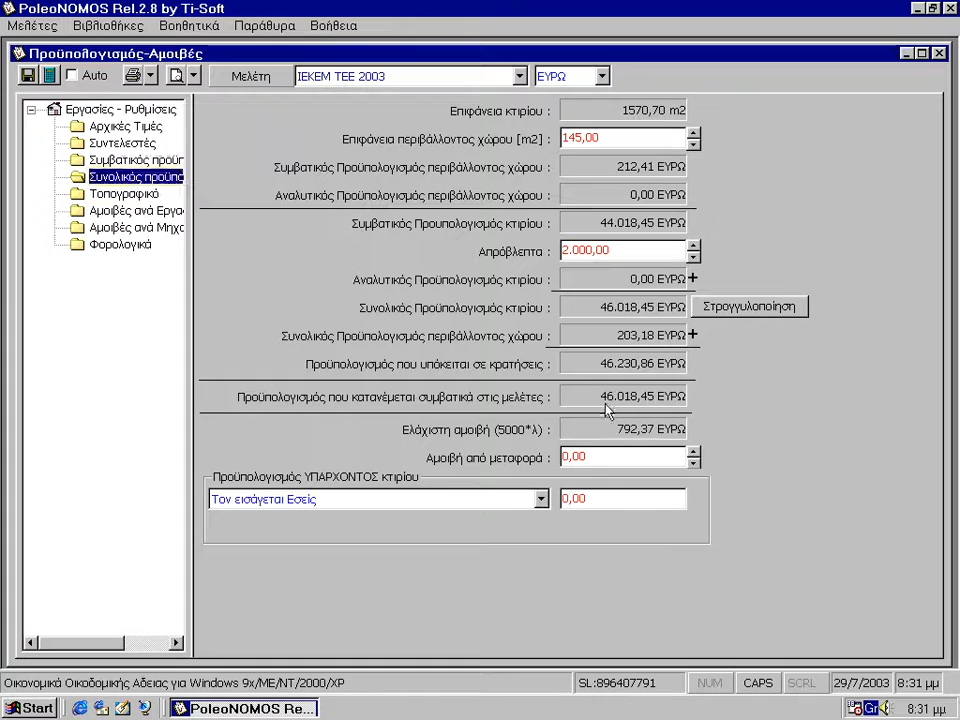 PoleoNOMOS Rel.2.8 by Ti-Soft
Μελέτες Βιβλιοθήκες Βοηθητικά Παράθυρα Βοήθεια
Προϋπολογισμός-Αμοιβές
Auto Μελέτη ΙΕΚΕΜ ΤΕΕ 2003 ΕΥΡΩ
Εργασίες - Ρυθμίσεις
Αρχικές Τιμές
Συντελεστές
Συμβατικός προϋπ
Συνολικός προϋπο
Τοπογραφικό
Αμοιβές ανά Εργα
Αμοιβές ανά Μηχα
Φορολογικά
Επιφάνεια κτιρίου : 1570,70 m2
Επιφάνεια περιβάλλοντος χώρου [m2] : 145,00
Συμβατικός Προϋπολογισμός περιβάλλοντος χώρου : 212,41 ΕΥΡΩ
Αναλυτικός Προϋπολογισμός περιβάλλοντος χώρου : 0,00 ΕΥΡΩ
Συμβατικός Προυπολογισμός κτιρίου : 44.018,45 ΕΥΡΩ
Απρόβλεπτα : 2.000,00
Αναλυτικός Προϋπολογισμός κτιρίου : 0,00 ΕΥΡΩ +
Συνολικός Προϋπολογισμός κτιρίου : 46.018,45 ΕΥΡΩ Στρογγυλοποίηση
Συνολικός Προϋπολογισμός περιβάλλοντος χώρου : 203,18 ΕΥΡΩ +
Προϋπολογισμός που υπόκειται σε κρατήσεις : 46.230,86 ΕΥΡΩ
Προϋπολογισμός που κατανέμεται συμβατικά στις μελέτες : 46.018,45 ΕΥΡΩ
Ελάχιστη αμοιβή (5000*λ) : 792,37 ΕΥΡΩ
Αμοιβή από μεταφορά : 0,00
Προϋπολογισμός ΥΠΑΡΧΟΝΤΟΣ κτιρίου
Τον εισάγεται Εσείς 0,00
Οικονομικά Οικοδομικής Αδειας για Windows 9x/ME/NT/2000/XP SL:896407791 NUM CAPS SCRL 29/7/2003 8:31 μμ
Start PoleoNOMOS Re... Gr 8:31 μμ